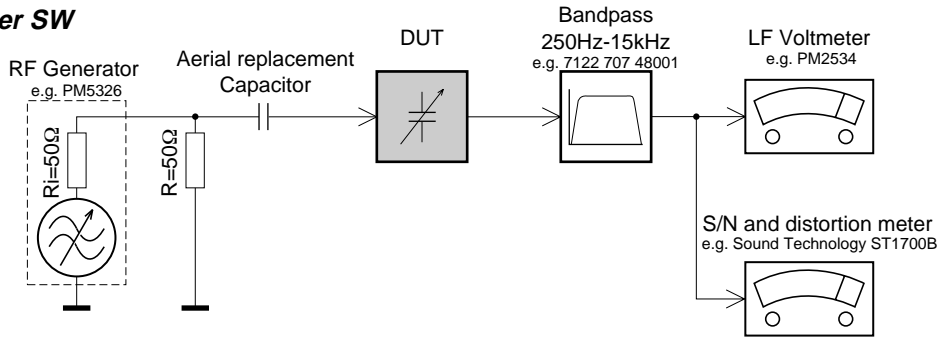 er SW
RF Generator
e.g. PM5326
Ri=50Ω
R=50Ω
Aerial replacement
Capacitor
DUT
Bandpass
250Hz-15kHz
e.g. 7122 707 48001
LF Voltmeter
e.g. PM2534
S/N and distortion meter
e.g. Sound Technology ST1700B